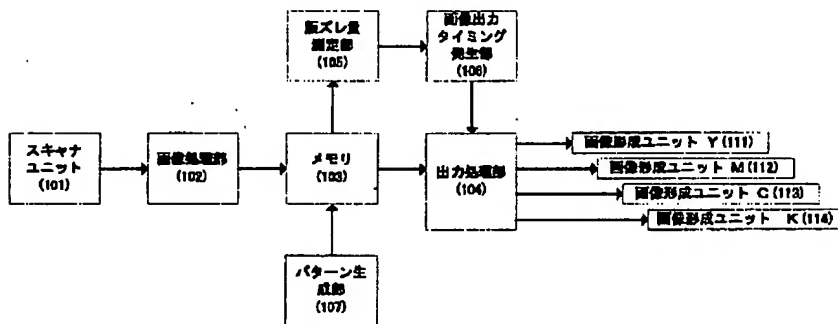 版ズレ量
測定部
(105)
画像出力
タイミング
発生部
(106)
スキャナ
ユニット
(101)
画像処理部
(102)
メモリ
(103)
出力処理部
(104)
画像形成ユニット Y(111)
画像形成ユニット M(112)
画像形成ユニット C(113)
画像形成ユニット K(114)
パターン生
成部
(107)